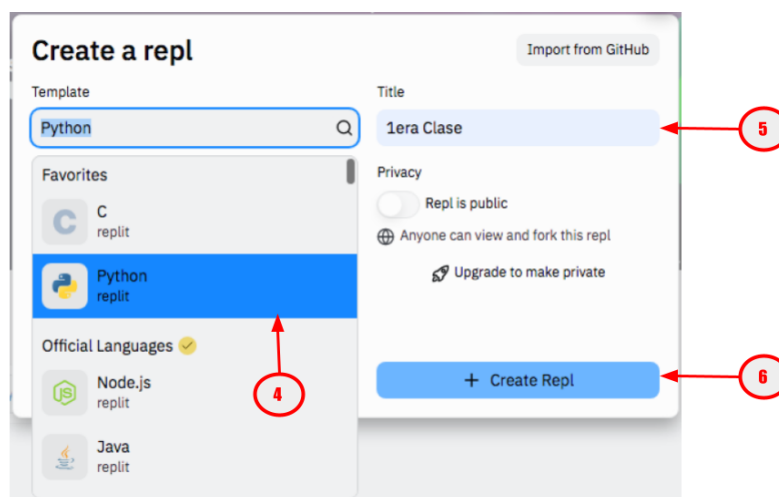 Create a repl
Import from GitHub
Template
Python
Favorites
C
replit
Python
replit
Official Languages
Node.js
replit
Java
replit
Title
1era Clase
Privacy
Repl is public
Anyone can view and fork this repl
Upgrade to make private
+ Create Repl
4
5
6